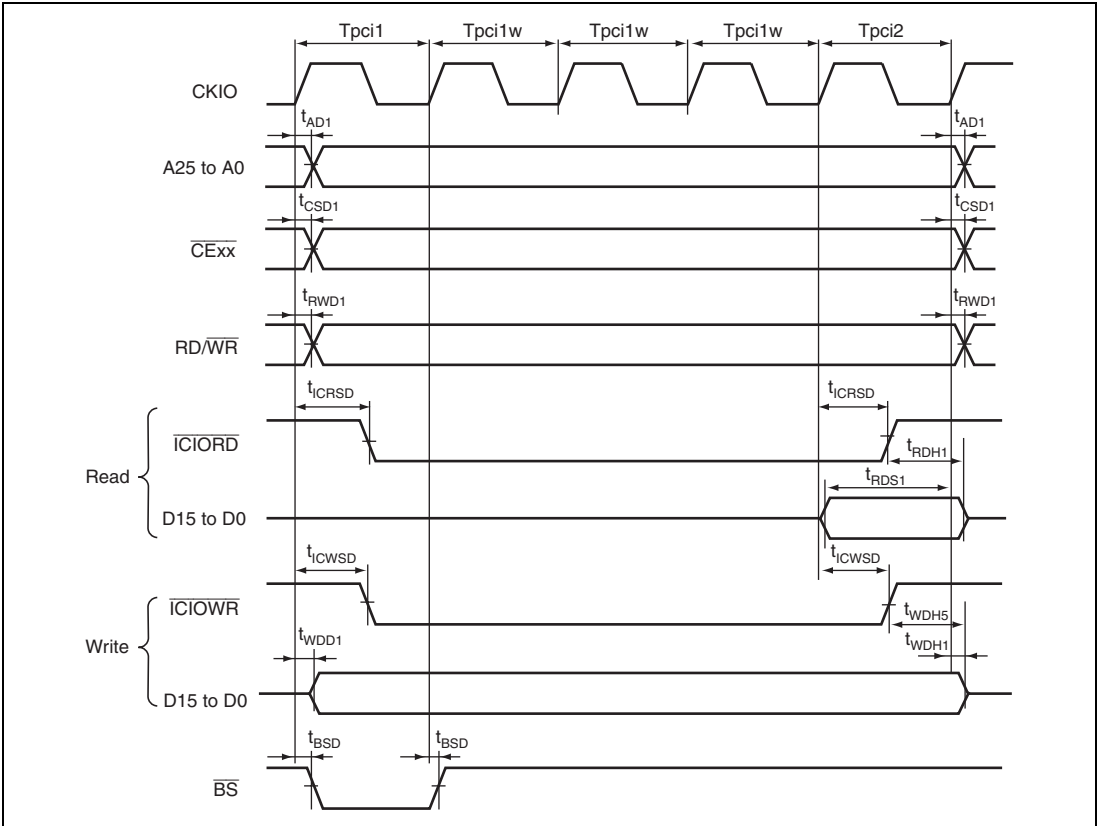 Tpci1 Tpci1w Tpci1w Tpci1w Tpci2
CKIO
tAD1 tAD1
A25 to A0
tCSD1 tCSD1
CExx
tRWD1 tRWD1
RD/WR
tICRSD tICRSD
ICIORD
tRDH1
Read
tRDS1
D15 to D0
tICWSD tICWSD
ICIOWR
tWDH5
Write
tWDD1 tWDH1
D15 to D0
tBSD tBSD
BS